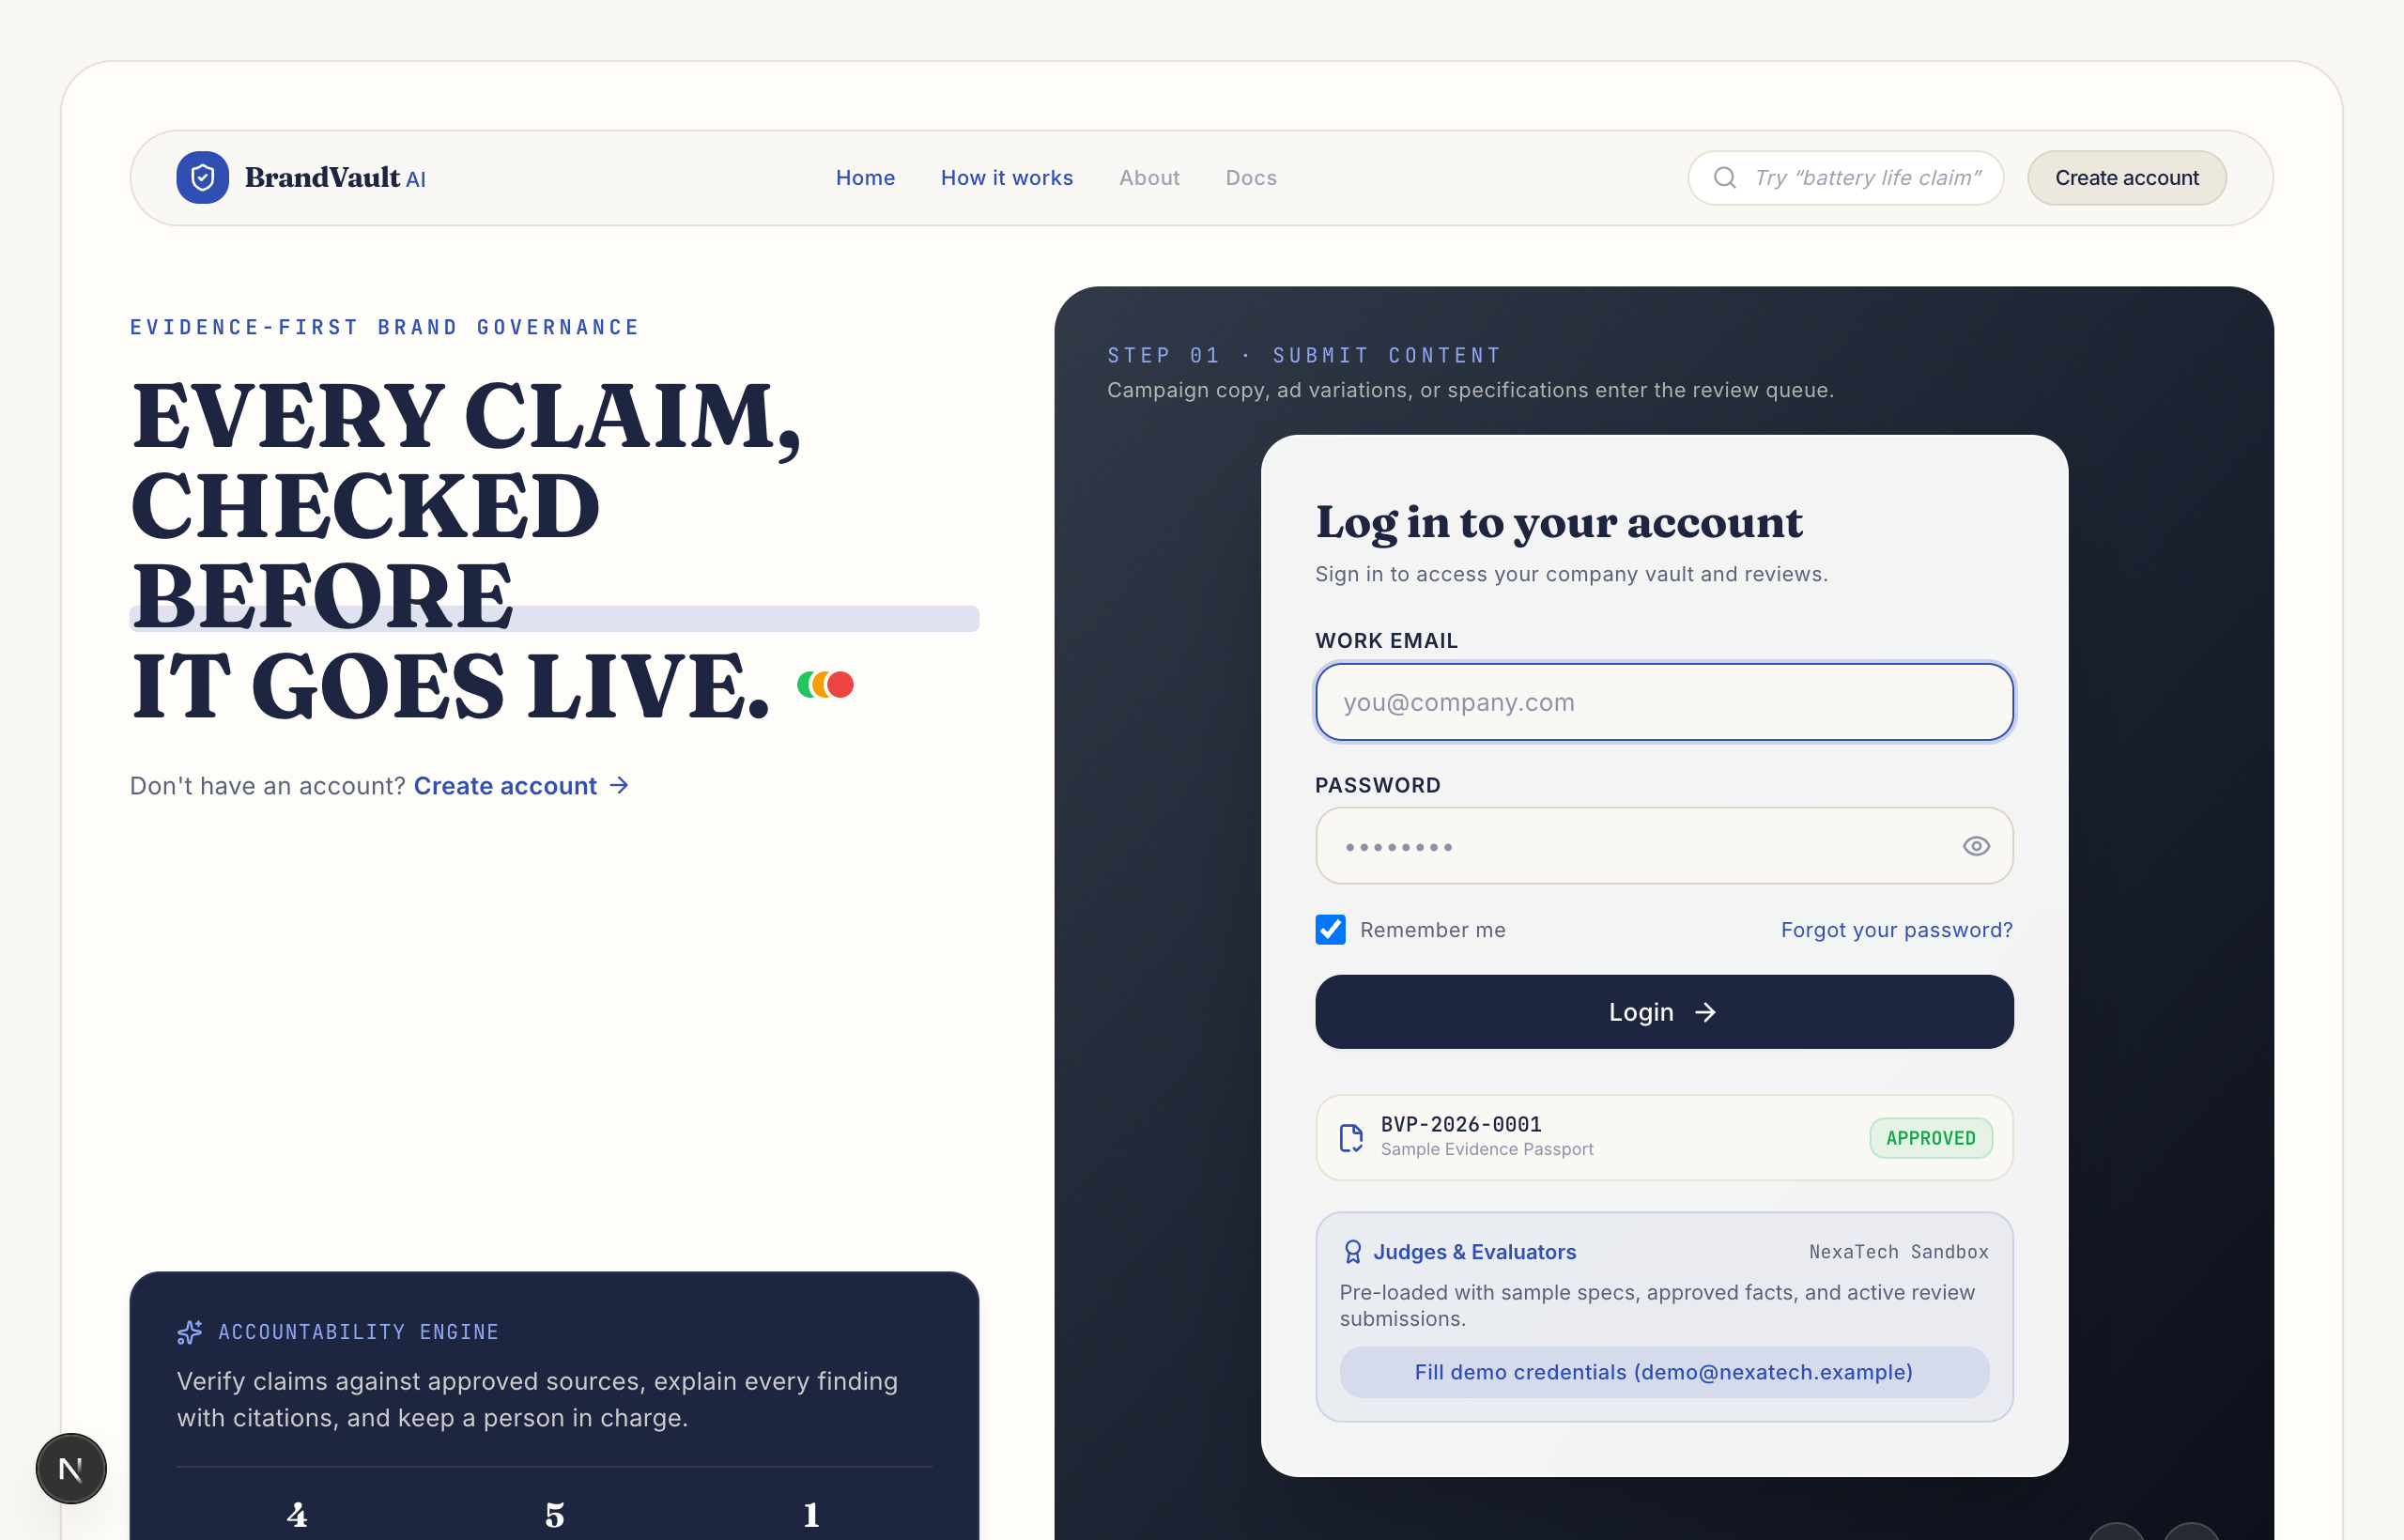 BrandVault AI
Home
How it works
About
Docs
Try “battery life claim”
Create account
EVIDENCE-FIRST BRAND GOVERNANCE
EVERY CLAIM,
CHECKED
BEFORE
IT GOES LIVE.
Don't have an account? Create account →
ACCOUNTABILITY ENGINE
Verify claims against approved sources, explain every finding
with citations, and keep a person in charge.
4
5
1
N
STEP 01 · SUBMIT CONTENT
Campaign copy, ad variations, or specifications enter the review queue.
Log in to your account
Sign in to access your company vault and reviews.
WORK EMAIL
you@company.com
PASSWORD
••••••••
Remember me
Forgot your password?
Login →
BVP-2026-0001
Sample Evidence Passport
APPROVED
Judges & Evaluators
NexaTech Sandbox
Pre-loaded with sample specs, approved facts, and active review
submissions.
Fill demo credentials (demo@nexatech.example)